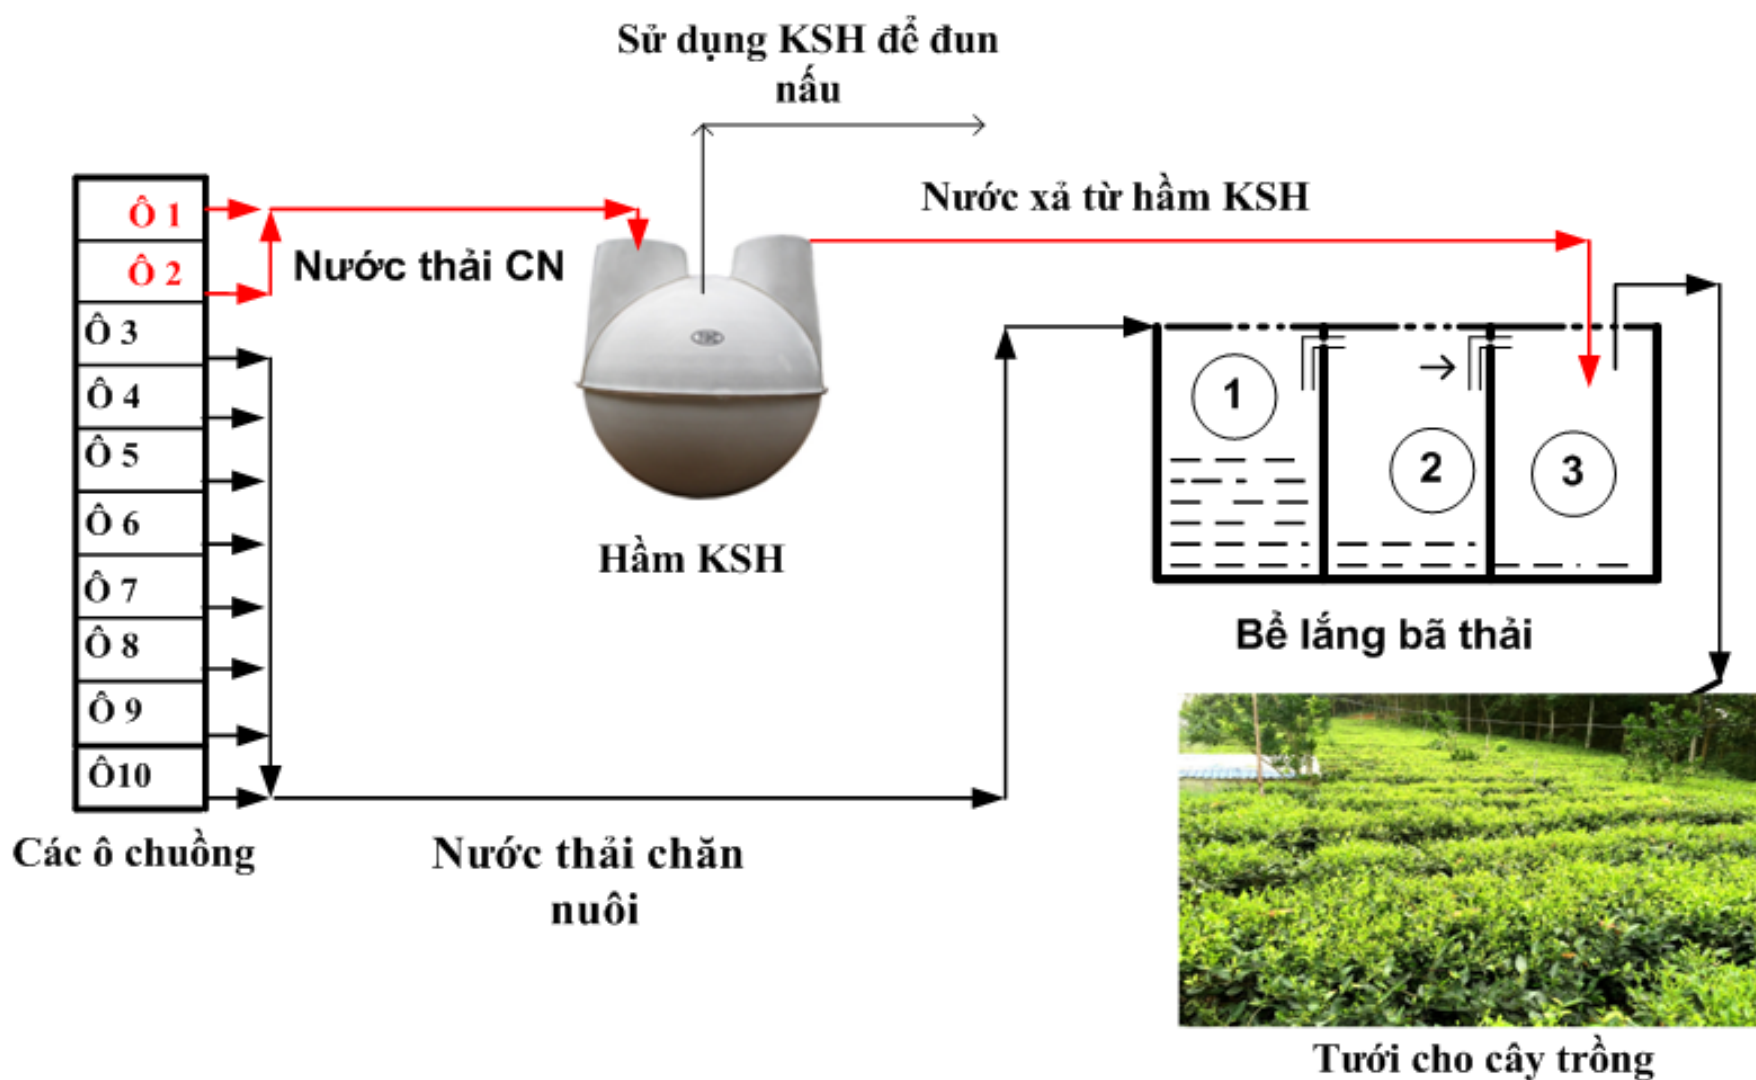 Sử dụng KSH để đun
nấu
Nước xả từ hầm KSH
Ô 1
Ô 2
Nước thải CN
Ô 3
Ô 4
Ô 5
Ô 6
Ô 7
Ô 8
Ô 9
Ô10
Các ô chuồng
Hầm KSH
1
2
3
Bể lắng bã thải
Nước thải chăn
nuôi
Tưới cho cây trồng